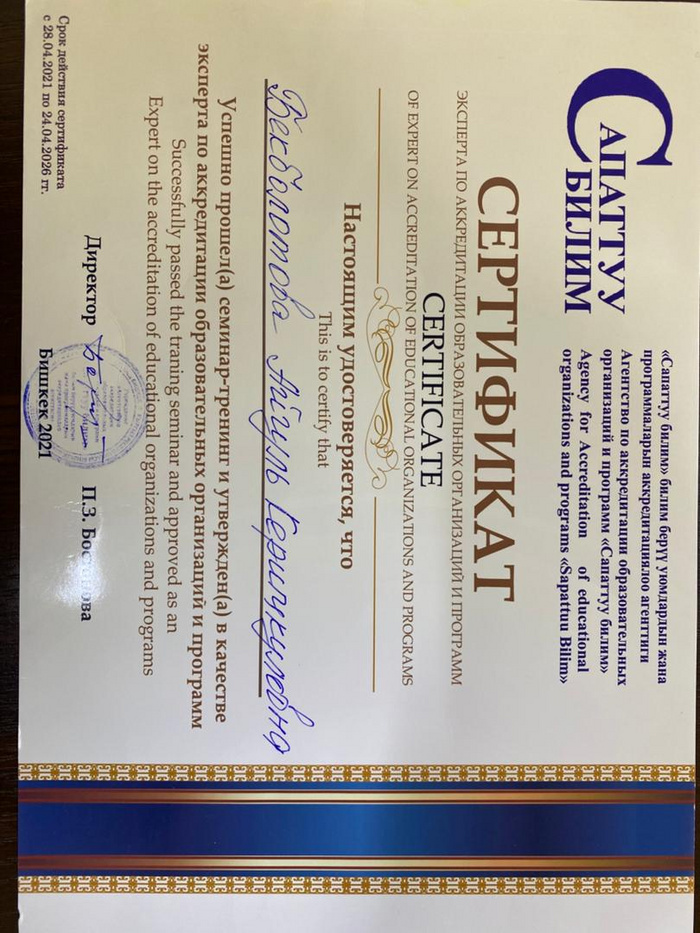 САПАТТУУ
БИЛИМ
«Сапаттуу билим» билим берүү уюмдардын жана
программаларын аккредитациялоо агенттиги
Агентство по аккредитации образовательных
организаций и программ «Сапаттуу билим»
Agency for Accreditation of educational
organizations and programs «Sapattuu Bilim»
СЕРТИФИКАТ
ЭКСПЕРТА ПО АККРЕДИТАЦИИ ОБРАЗОВАТЕЛЬНЫХ ОРГАНИЗАЦИЙ И ПРОГРАММ
CERTIFICATE
OF EXPERT ON ACCREDITATION OF EDUCATIONAL ORGANIZATIONS AND PROGRAMS
Настоящим удостоверяется, что
This is to certify that
Бекболотова Айгуль Керимкуловна
Успешно прошел(а) семинар-тренинг и утвержден(а) в качестве
эксперта по аккредитации образовательных организаций и программ
Successfully passed the traning seminar and approved as an
Expert on the accreditation of educational organizations and programs
Директор П.З.
Бишкек 2021
Срок действия сертификата
с 28.04.2021 по 24.04.2026 гг.